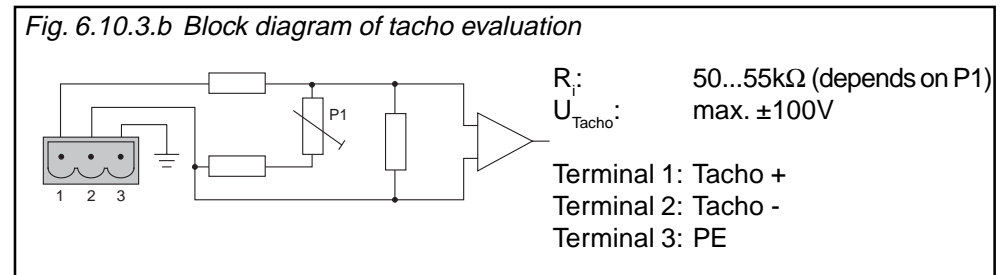 Fig. 6.10.3.b Block diagram of tacho evaluation
P1
1 2 3
Ri: 50...55kΩ (depends on P1)
UTacho: max. ±100V
Terminal 1: Tacho +
Terminal 2: Tacho -
Terminal 3: PE